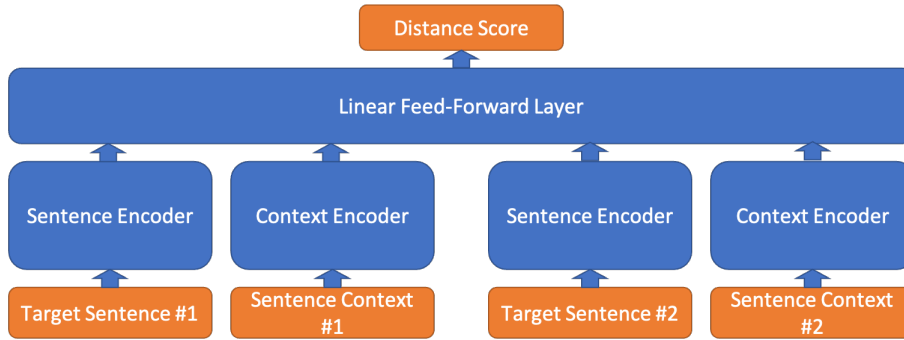 Distance Score
Linear Feed-Forward Layer
Sentence Encoder
Context Encoder
Sentence Encoder
Context Encoder
Target Sentence #1
Sentence Context
#1
Target Sentence #2
Sentence Context
#2